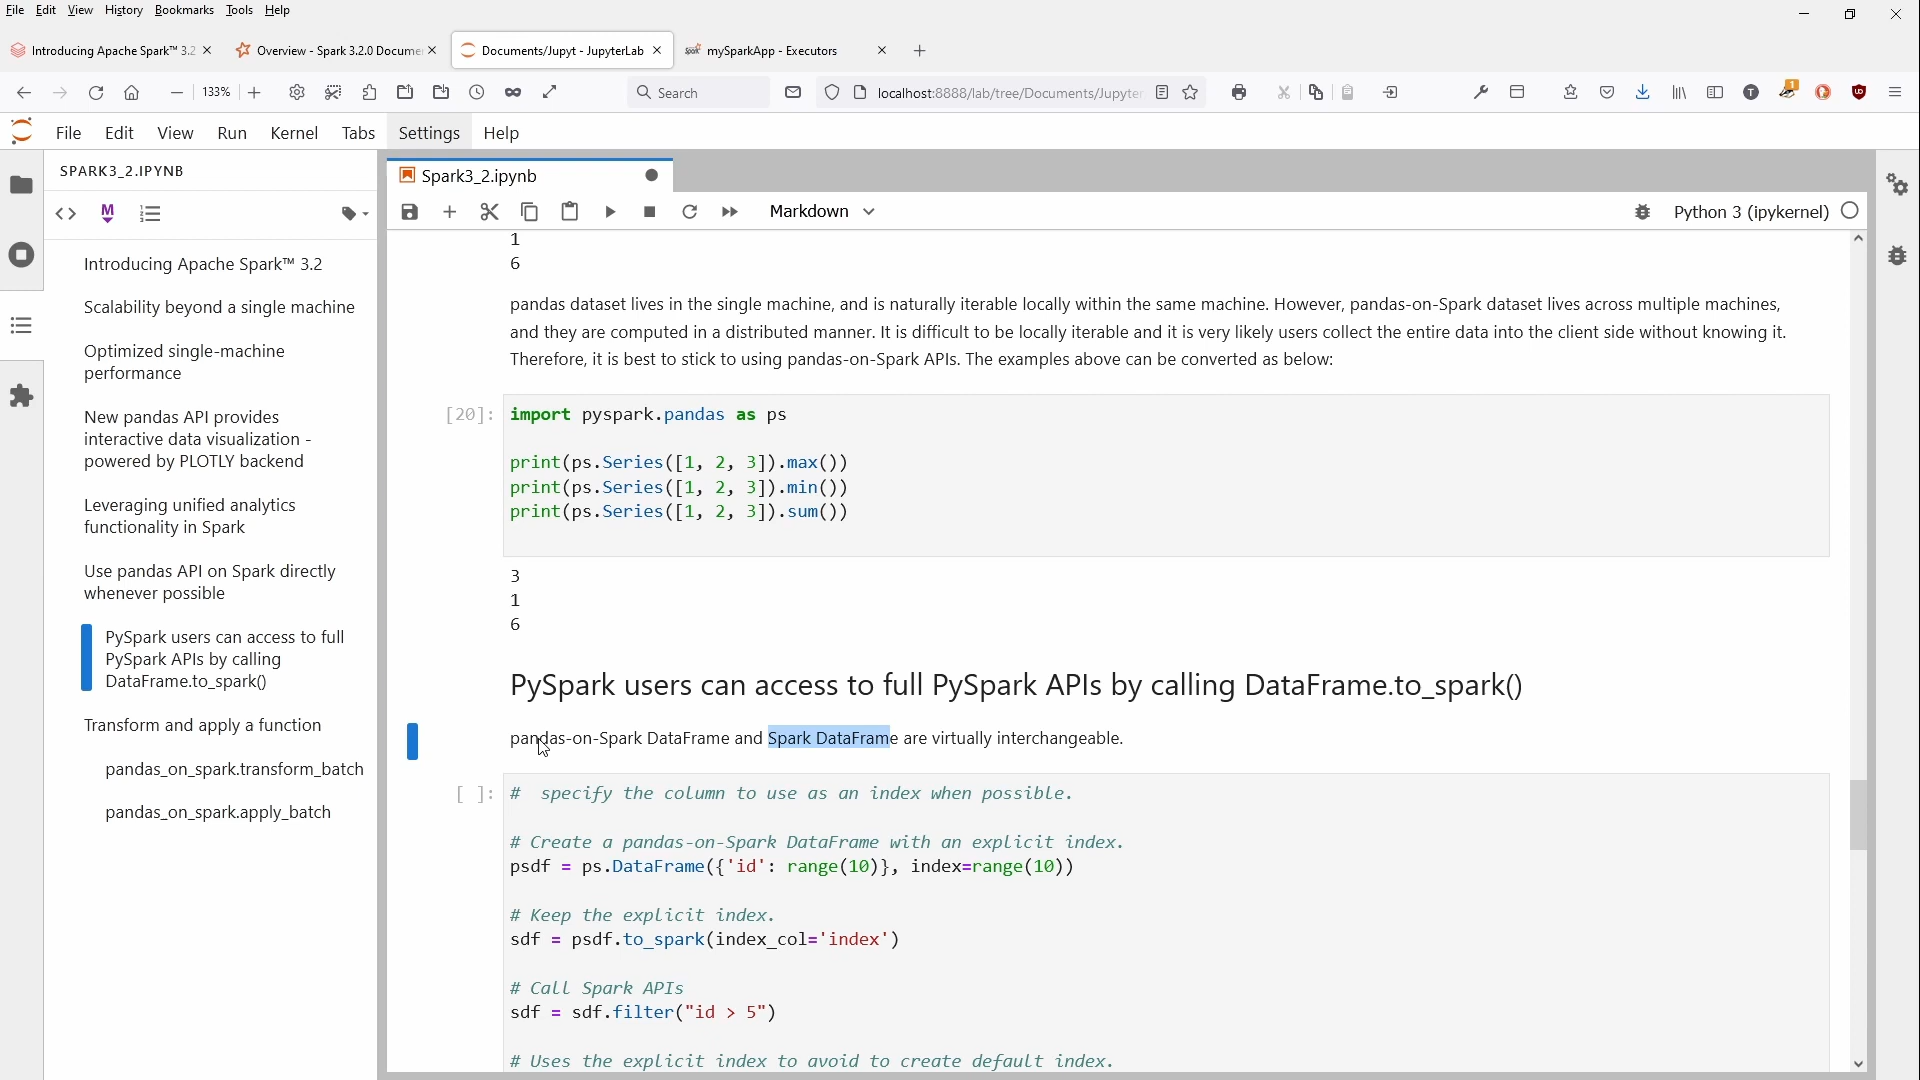 File Edit View History Bookmarks Tools Help
Introducing Apache Spark™ 3.2
Overview - Spark 3.2.0 Docume
Documents/Jupyt - JupyterLab
mySparkApp - Executors
133%
Search
localhost:8888/lab/tree/Documents/Jupyter
File Edit View Run Kernel Tabs Settings Help
SPARK3_2.IPYNB
Spark3_2.ipynb
Markdown
Python 3 (ipykernel)
Introducing Apache Spark™ 3.2
Scalability beyond a single machine
Optimized single-machine
performance
New pandas API provides
interactive data visualization -
powered by PLOTLY backend
Leveraging unified analytics
functionality in Spark
Use pandas API on Spark directly
whenever possible
PySpark users can access to full
PySpark APIs by calling
DataFrame.to_spark()
Transform and apply a function
pandas_on_spark.transform_batch
pandas_on_spark.apply_batch
1
6
pandas dataset lives in the single machine, and is naturally iterable locally within the same machine. However, pandas-on-Spark dataset lives across multiple machines,
and they are computed in a distributed manner. It is difficult to be locally iterable and it is very likely users collect the entire data into the client side without knowing it.
Therefore, it is best to stick to using pandas-on-Spark APIs. The examples above can be converted as below:
[20]: import pyspark.pandas as ps
print(ps.Series([1, 2, 3]).max())
print(ps.Series([1, 2, 3]).min())
print(ps.Series([1, 2, 3]).sum())
3
1
6
PySpark users can access to full PySpark APIs by calling DataFrame.to_spark()
pandas-on-Spark DataFrame and Spark DataFrame are virtually interchangeable.
[ ]: # specify the column to use as an index when possible.
# Create a pandas-on-Spark DataFrame with an explicit index.
psdf = ps.DataFrame({'id': range(10)}, index=range(10))
# Keep the explicit index.
sdf = psdf.to_spark(index_col='index')
# Call Spark APIs
sdf = sdf.filter("id > 5")
# Uses the explicit index to avoid to create default index.